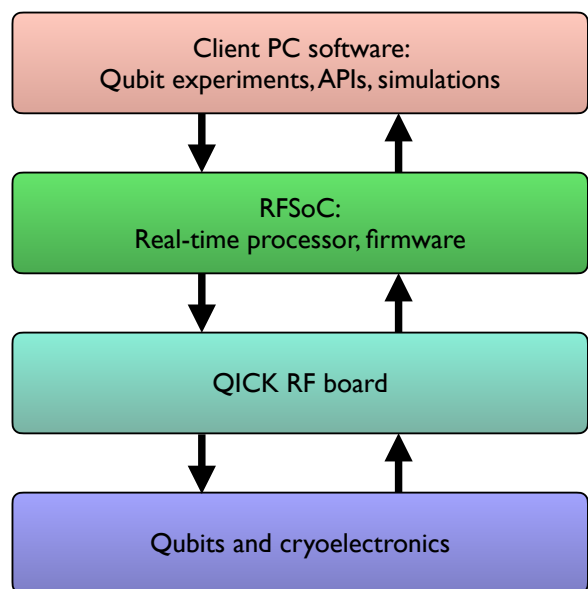 Client PC software:
Qubit experiments, APIs, simulations
RFSoC:
Real-time processor, firmware
QICK RF board
Qubits and cryoelectronics